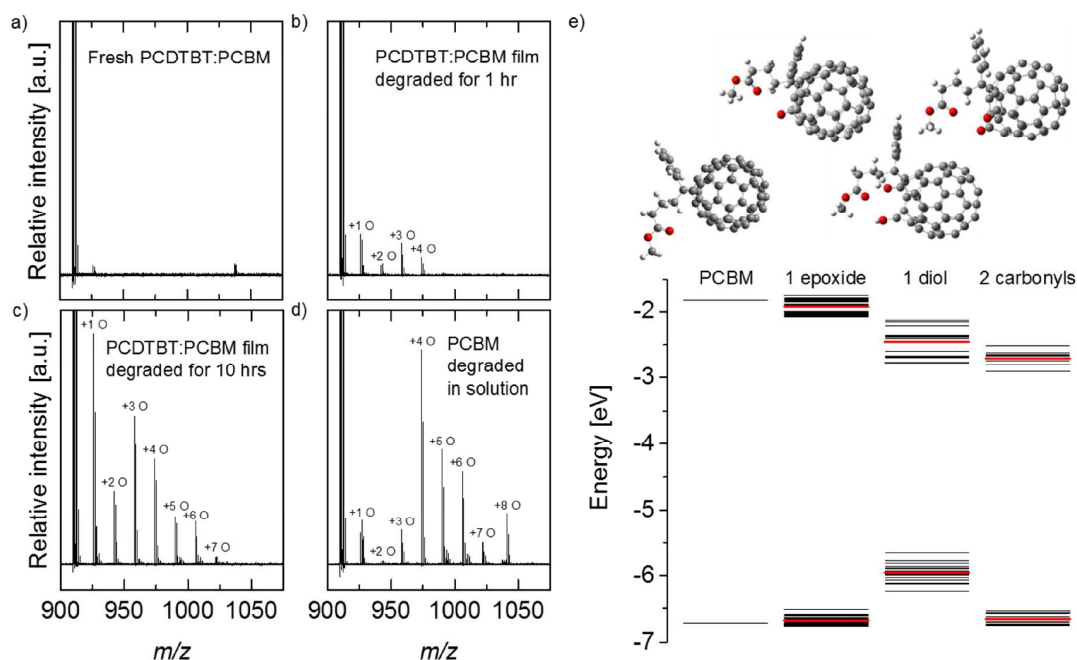 a)
Fresh PCDTBT:PCBM
Relative intensity [a.u.]
b)
PCDTBT:PCBM film
degraded for 1 hr
+1 O
+2 O
+3 O
+4 O
c)
+1 O
PCDTBT:PCBM film
degraded for 10 hrs
+3 O
+4 O
+2 O
+5 O
+6 O
+7 O
Relative intensity [a.u.]
900 950 1000 1050
m/z
d)
PCBM
degraded
in solution
+4 O
+5 O
+6 O
+8 O
+1 O
+3 O
+7 O
+2 O
900 950 1000 1050
m/z
e)
PCBM 1 epoxide 1 diol 2 carbonyls
-2
-3
-6
-7
Energy [eV]